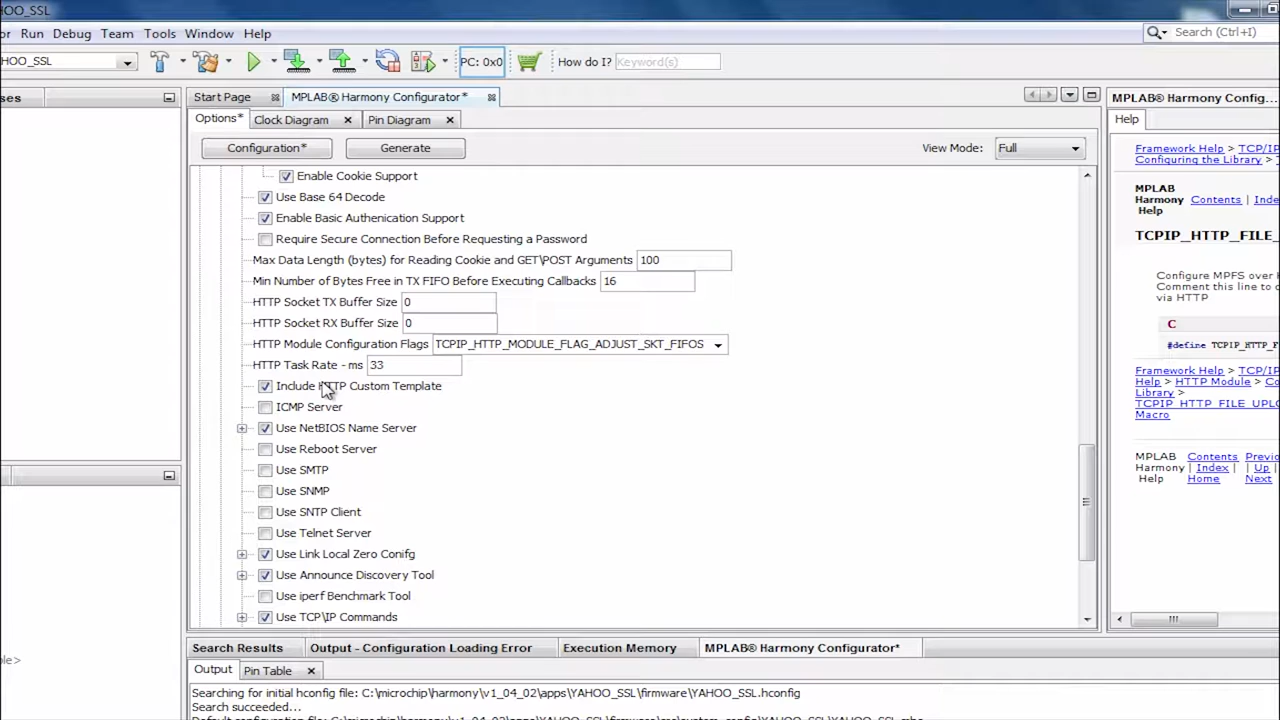 OO_SSL
or Run Debug Team Tools Window Help
Search (Ctrl+I)
AHOO_SSL
PC: 0x0
How do I? Keyword(s)
ses
Start Page
MPLAB® Harmony Configurator*
MPLAB® Harmony Config...
Options*
Clock Diagram
Pin Diagram
Help
Configuration*
Generate
View Mode: Full
Enable Cookie Support
Use Base 64 Decode
Enable Basic Authenication Support
Require Secure Connection Before Requesting a Password
Max Data Length (bytes) for Reading Cookie and GET\POST Arguments 100
Min Number of Bytes Free in TX FIFO Before Executing Callbacks 16
HTTP Socket TX Buffer Size 0
HTTP Socket RX Buffer Size 0
HTTP Module Configuration Flags TCPIP_HTTP_MODULE_FLAG_ADJUST_SKT_FIFOS
HTTP Task Rate - ms 33
Include HTTP Custom Template
ICMP Server
Use NetBIOS Name Server
Use Reboot Server
Use SMTP
Use SNMP
Use SNTP Client
Use Telnet Server
Use Link Local Zero Conifg
Use Announce Discovery Tool
Use iperf Benchmark Tool
Use TCP\IP Commands
Framework Help > TCP/IP
Configuring the Library >
MPLAB
Harmony Contents | Inde
Help
TCPIP_HTTP_FILE_
Configure MPFS over H
Comment this line to c
via HTTP
C
#define TCPIP_HTTP_F
Framework Help > TCP/IP
Help > HTTP Module > Co
Library >
TCPIP_HTTP_FILE_UPL
Macro
MPLAB Contents Previo
Harmony | Index | Up
Help Home Next
Search Results
Output - Configuration Loading Error
Execution Memory
MPLAB® Harmony Configurator*
Output
Pin Table
ple>
Searching for initial hconfig file: C:\microchip\harmony\v1_04_02\apps\YAHOO_SSL\firmware\YAHOO_SSL.hconfig
Search succeeded...